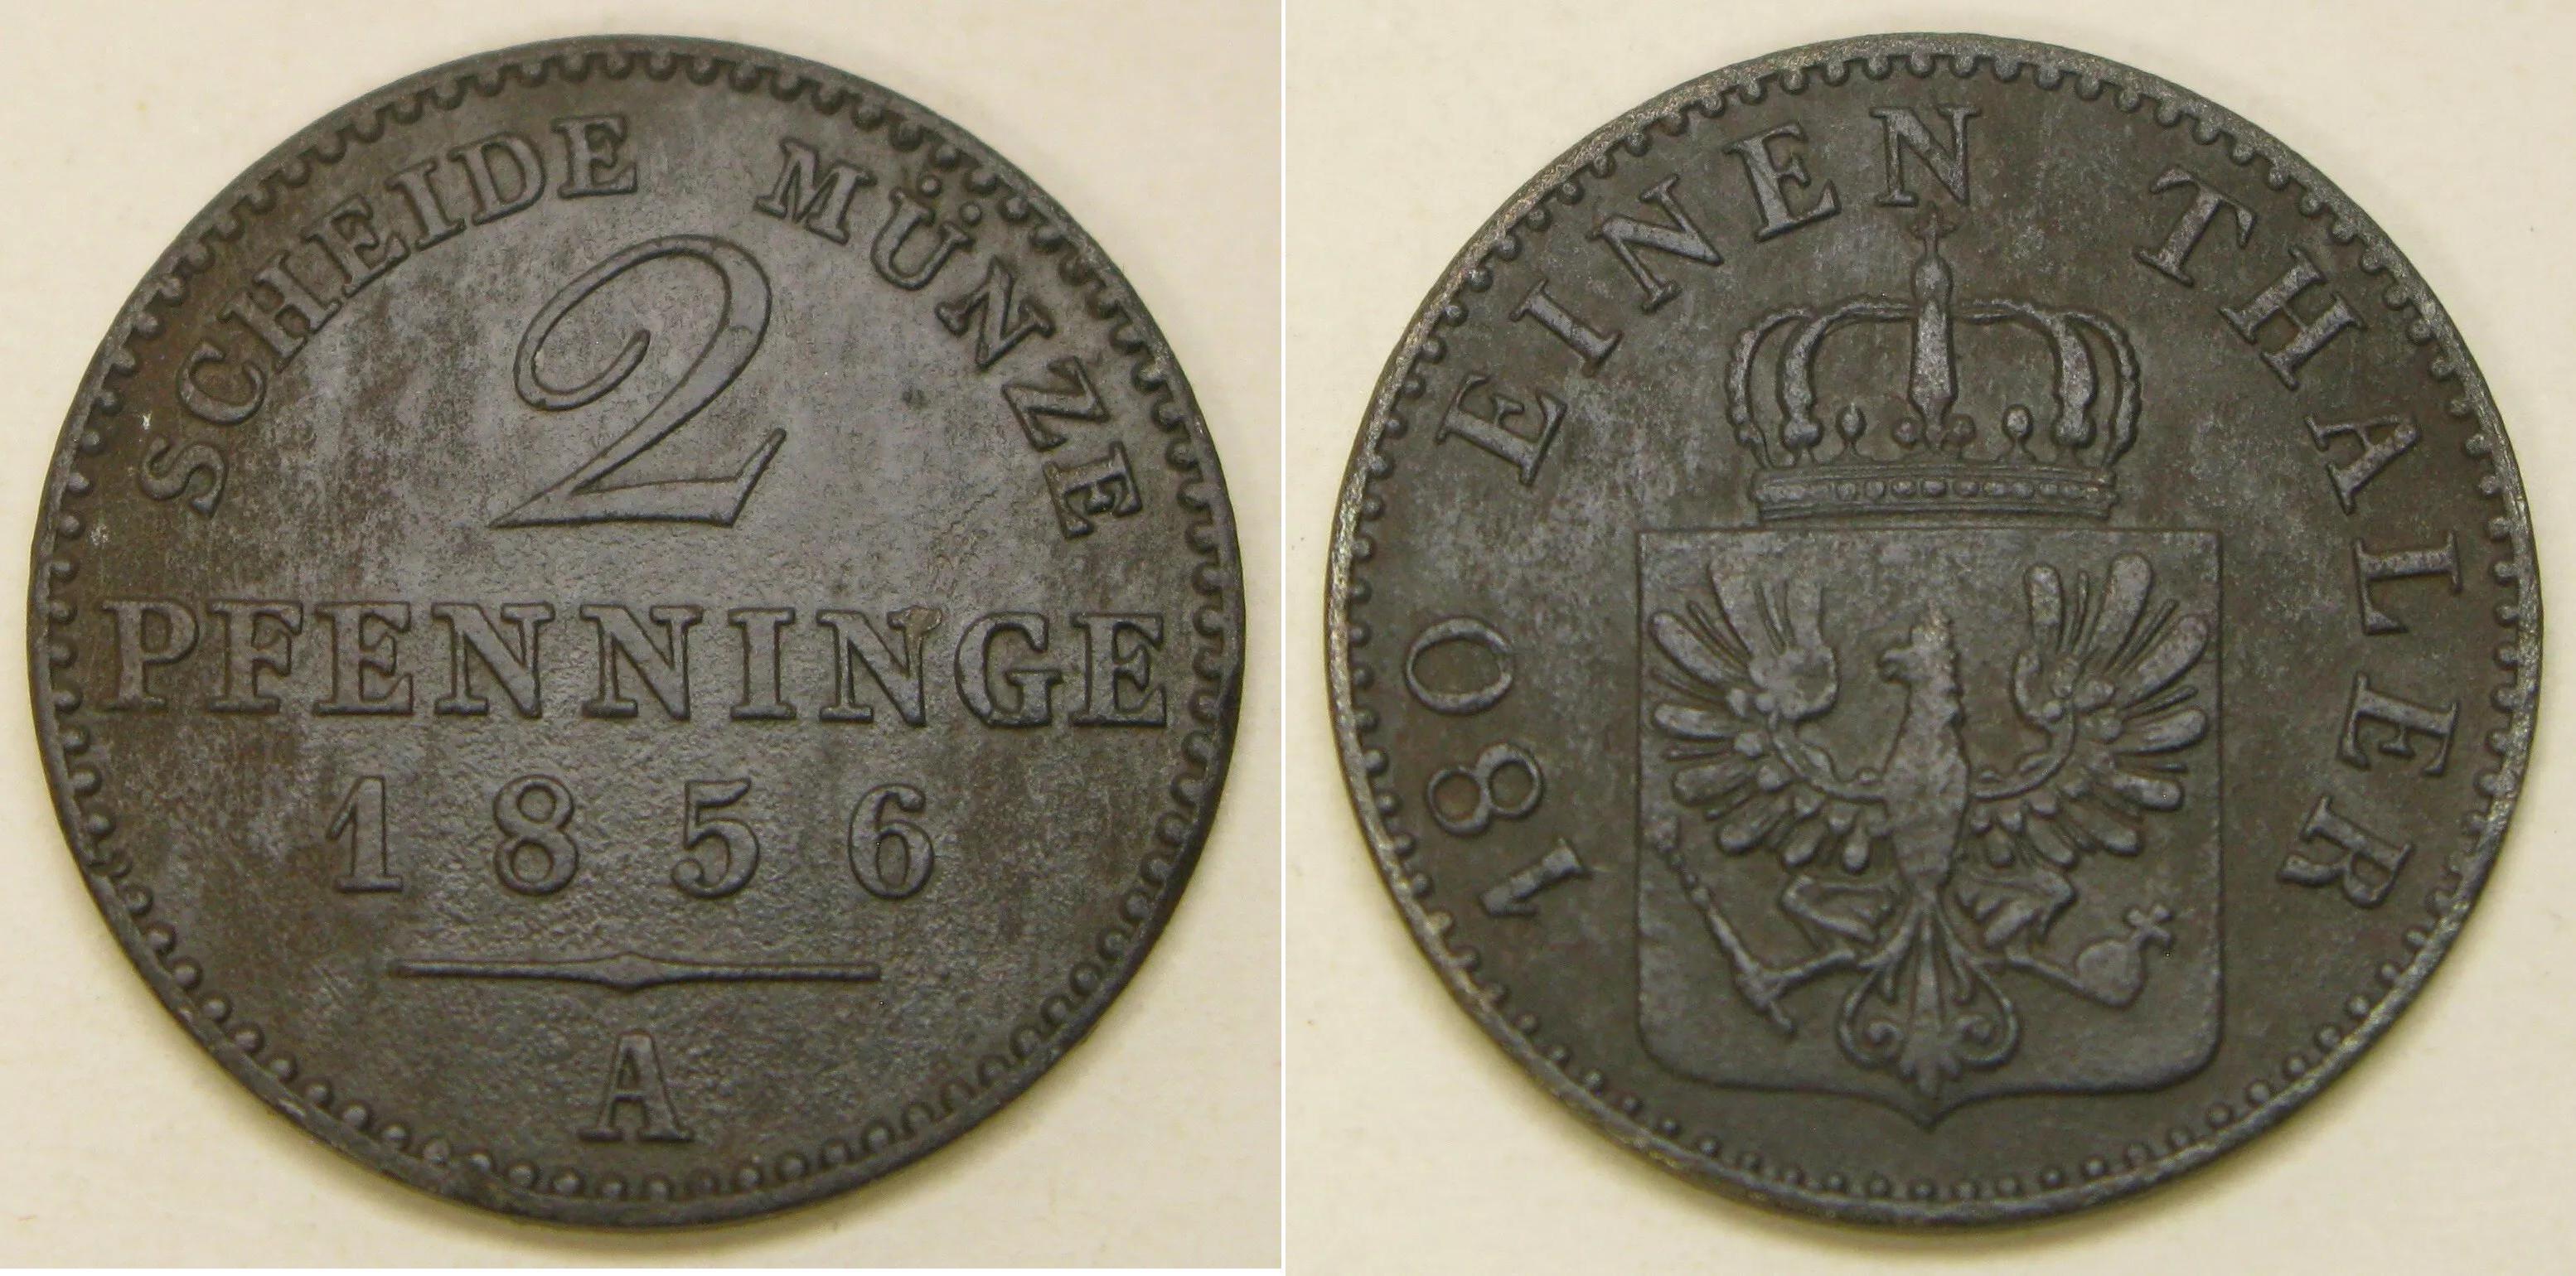 SCHEIDE MÜNZE
2
PFENNINGE
1856
A
180 EINEN THALER